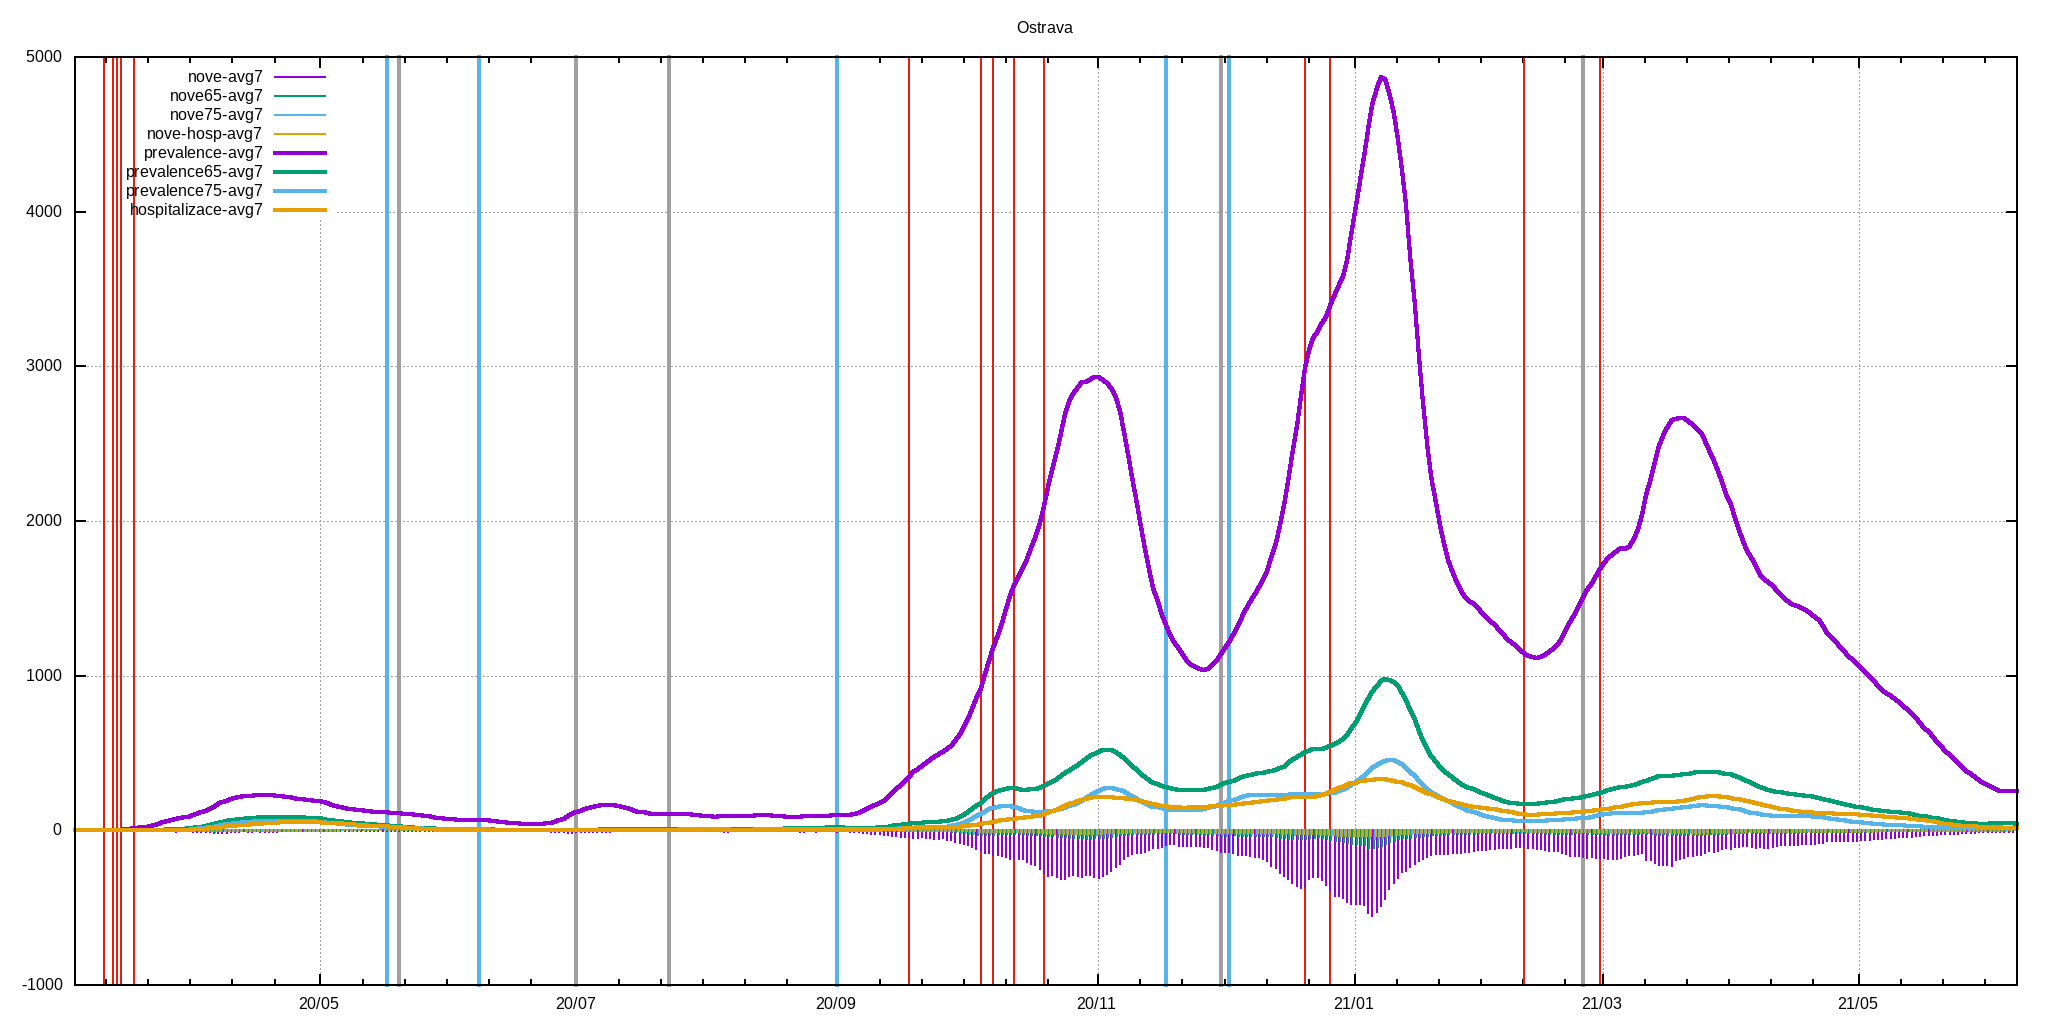 Ostrava
5000
nove-avg7
nove65-avg7
nove75-avg7
nove-hosp-avg7
prevalence-avg7
prevalence65-avg7
prevalence75-avg7
hospitalizace-avg7
4000
3000
2000
1000
0
-1000
20/05 20/07 20/09 20/11 21/01 21/03 21/05